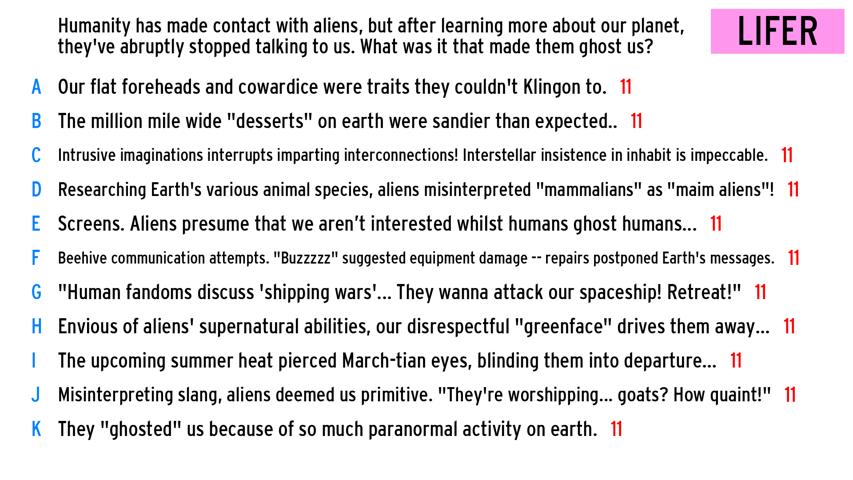 Humanity has made contact with aliens, but after learning more about our planet,
they've abruptly stopped talking to us. What was it that made them ghost us?
LIFER
A Our flat foreheads and cowardice were traits they couldn't Klingon to. 11
B The million mile wide "desserts" on earth were sandier than expected.. 11
C Intrusive imaginations interrupts imparting interconnections! Interstellar insistence in inhabit is impeccable. 11
D Researching Earth's various animal species, aliens misinterpreted "mammalians" as "maim aliens"! 11
E Screens. Aliens presume that we aren’t interested whilst humans ghost humans... 11
F Beehive communication attempts. "Buzzzzz" suggested equipment damage -- repairs postponed Earth's messages. 11
G "Human fandoms discuss 'shipping wars'... They wanna attack our spaceship! Retreat!" 11
H Envious of aliens' supernatural abilities, our disrespectful "greenface" drives them away... 11
I The upcoming summer heat pierced March-tian eyes, blinding them into departure... 11
J Misinterpreting slang, aliens deemed us primitive. "They're worshipping... goats? How quaint!" 11
K They "ghosted" us because of so much paranormal activity on earth. 11